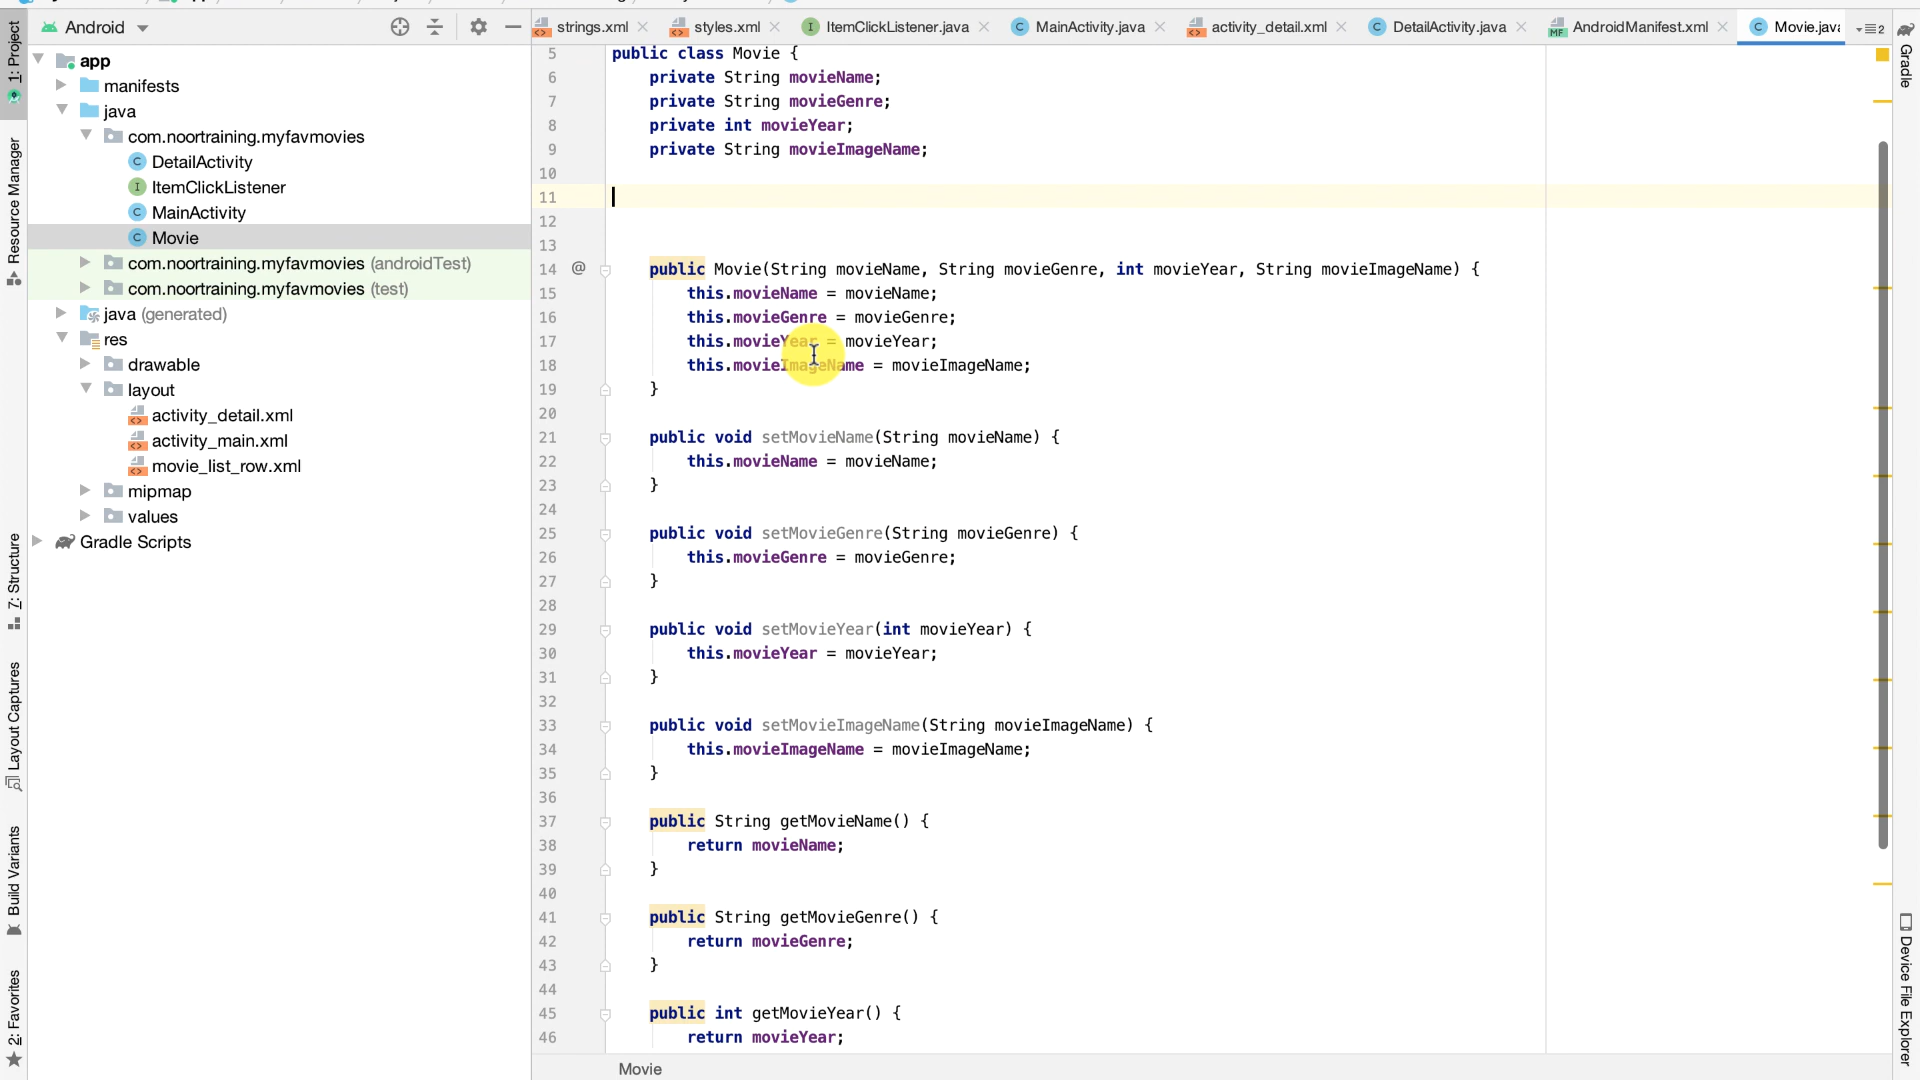 Android
strings.xml
styles.xml
ItemClickListener.java
MainActivity.java
activity_detail.xml
DetailActivity.java
AndroidManifest.xml
Movie.java
2
1: Project
Resource Manager
7: Structure
Layout Captures
Build Variants
2: Favorites
app
manifests
java
com.noortraining.myfavmovies
DetailActivity
ItemClickListener
MainActivity
Movie
com.noortraining.myfavmovies (androidTest)
com.noortraining.myfavmovies (test)
java (generated)
res
drawable
layout
activity_detail.xml
activity_main.xml
movie_list_row.xml
mipmap
values
Gradle Scripts
5 public class Movie {
6 private String movieName;
7 private String movieGenre;
8 private int movieYear;
9 private String movieImageName;
10
11
12
13
14 @ public Movie(String movieName, String movieGenre, int movieYear, String movieImageName) {
15 this.movieName = movieName;
16 this.movieGenre = movieGenre;
17 this.movieYear = movieYear;
18 this.movieImageName = movieImageName;
19 }
20
21 public void setMovieName(String movieName) {
22 this.movieName = movieName;
23 }
24
25 public void setMovieGenre(String movieGenre) {
26 this.movieGenre = movieGenre;
27 }
28
29 public void setMovieYear(int movieYear) {
30 this.movieYear = movieYear;
31 }
32
33 public void setMovieImageName(String movieImageName) {
34 this.movieImageName = movieImageName;
35 }
36
37 public String getMovieName() {
38 return movieName;
39 }
40
41 public String getMovieGenre() {
42 return movieGenre;
43 }
44
45 public int getMovieYear() {
46 return movieYear;
Movie
Gradle
Device File Explorer